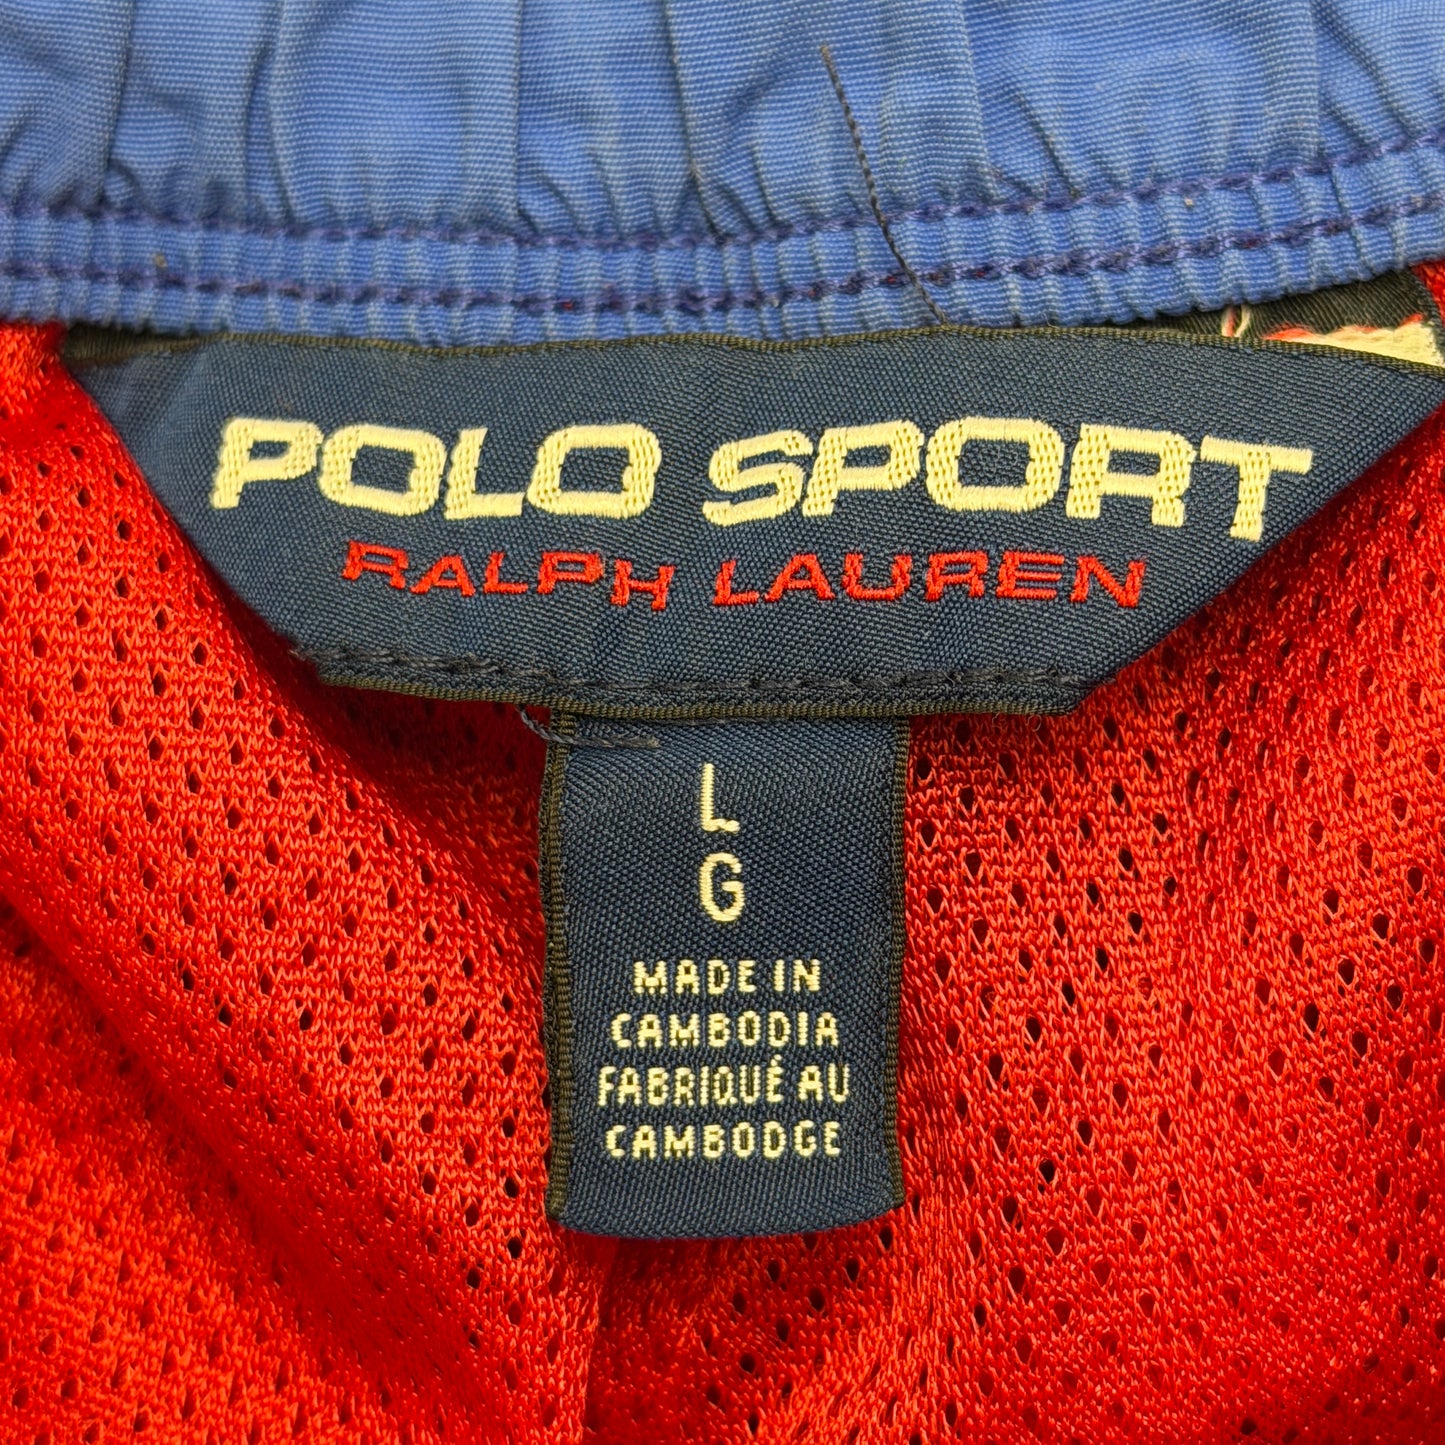 POLO SPORT
RALPH LAUREN
L
G
MADE IN
CAMBODIA
FABRIQUÉ AU
CAMBODGE